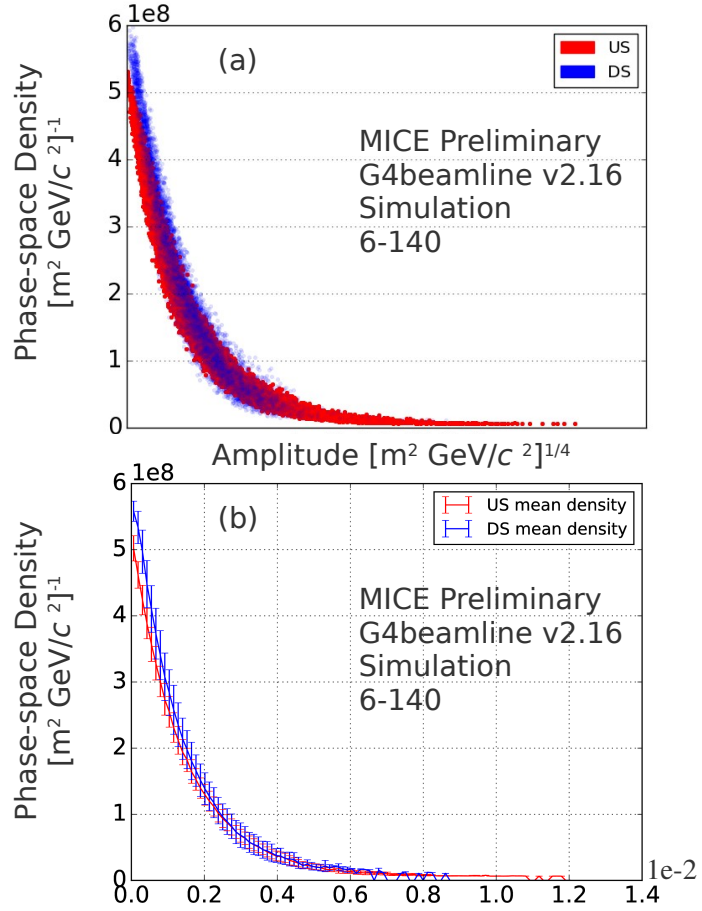 1e8
6
5
4
3
2
1
0
Phase-space Density
[m² GeV/c ²]⁻¹
(a)
US
DS
MICE Preliminary
G4beamline v2.16
Simulation
6-140
Amplitude [m² GeV/c ²]¹/⁴
1e8
6
5
4
3
2
1
0
Phase-space Density
[m² GeV/c ²]⁻¹
(b)
US mean density
DS mean density
MICE Preliminary
G4beamline v2.16
Simulation
6-140
1e-2
0.0 0.2 0.4 0.6 0.8 1.0 1.2 1.4